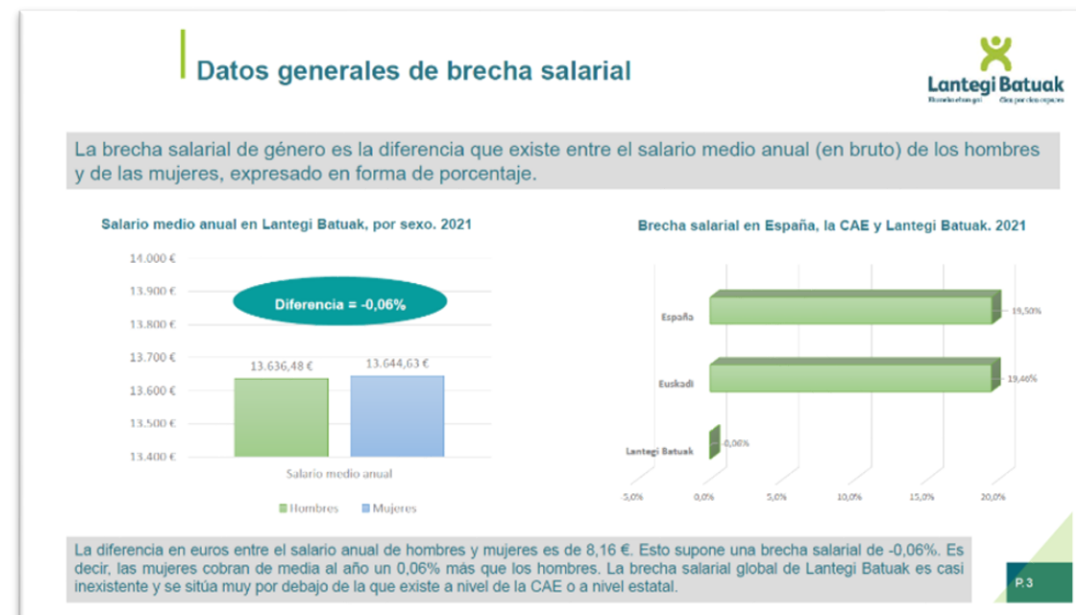 Datos generales de brecha salarial
Lantegi Batuak
La brecha salarial de género es la diferencia que existe entre el salario medio anual (en bruto) de los hombres
y de las mujeres, expresado en forma de porcentaje.
Salario medio anual en Lantegi Batuak, por sexo. 2021
14.000 €
13.900 €
13.800 €
13.700 €
13.600 €
13.500 €
13.400 €
Diferencia = -0,06%
13.636,48 €
13.644,63 €
Salario medio anual
Hombres
Mujeres
Brecha salarial en España, la CAE y Lantegi Batuak. 2021
España
19,50%
Euskadi
19,46%
Lantegi Batuak
-0,06%
-5,0%
0,0%
5,0%
10,0%
15,0%
20,0%
La diferencia en euros entre el salario anual de hombres y mujeres es de 8,16 €. Esto supone una brecha salarial de -0,06%. Es
decir, las mujeres cobran de media al año un 0,06% más que los hombres. La brecha salarial global de Lantegi Batuak es casi
inexistente y se sitúa muy por debajo de la que existe a nivel de la CAE o a nivel estatal.
P.3